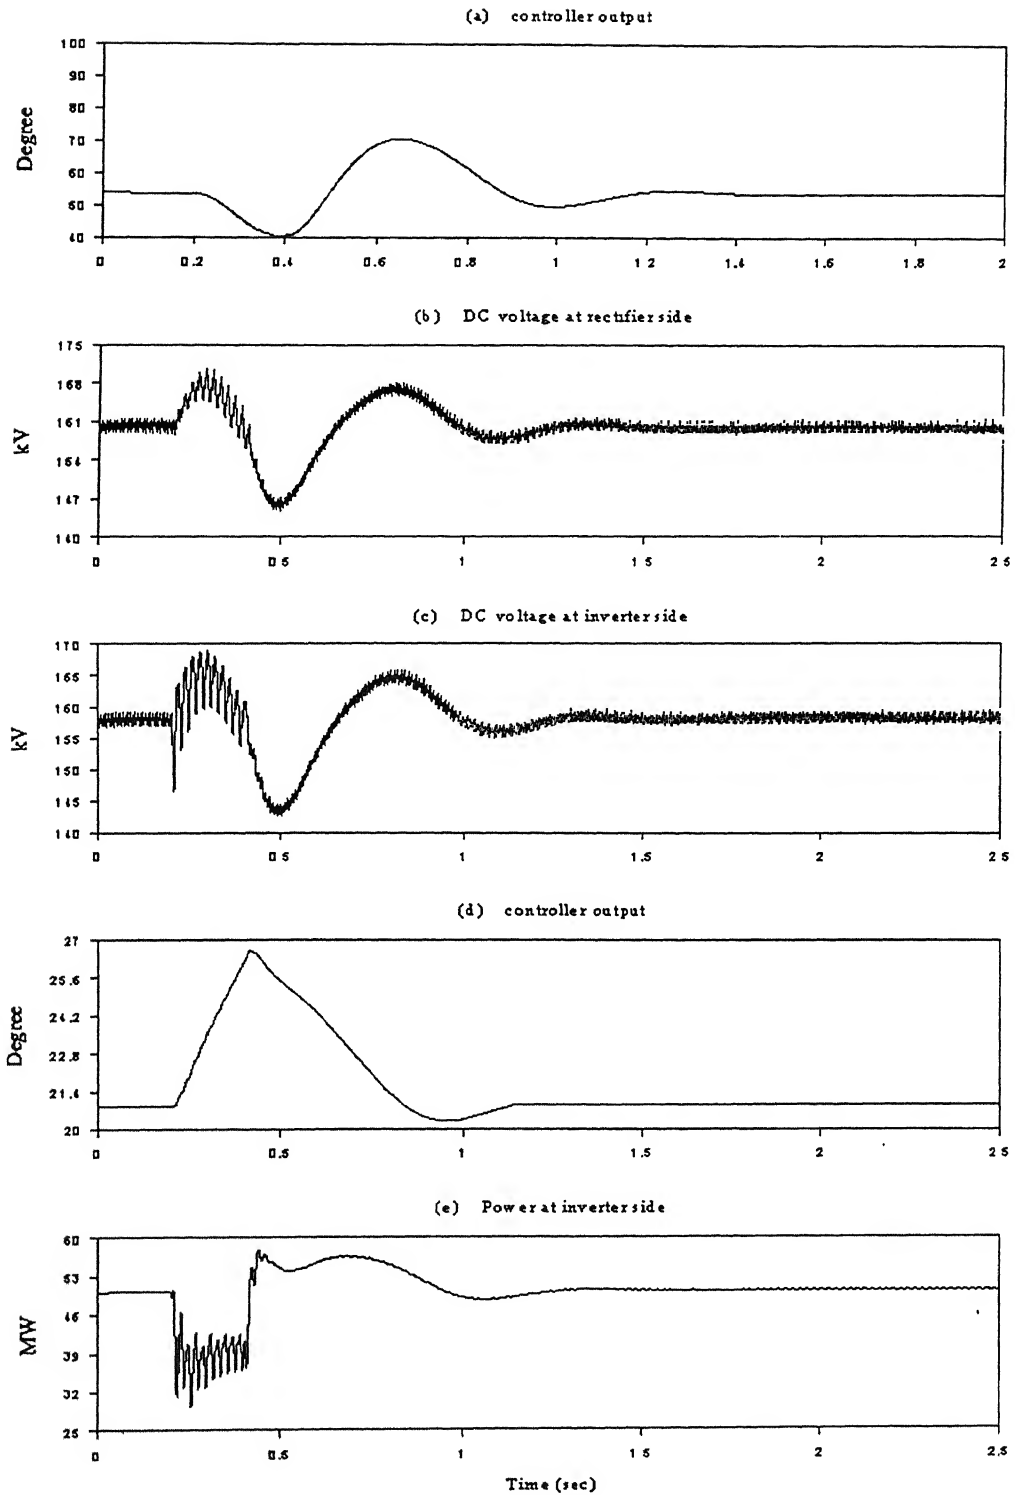 (a) controller output
100
90
80
70
60
50
40
Degree
0 0.2 0.4 0.6 0.8 1 1 2 1.4 1.6 1.8 2
(b) DC voltage at rectifier side
175
168
161
154
147
140
kV
0 0 5 1 1 5 2 2 5
(c) DC voltage at inverter side
170
165
160
155
150
145
140
kV
0 0 5 1 1 5 2 2 5
(d) controller output
27
25.6
24.2
22.8
21.4
20
Degree
0 0.5 1 1.5 2 2 5
(e) Power at inverter side
60
53
46
39
32
25
MW
0 0.5 1 1 5 2 2.5
Time (sec)